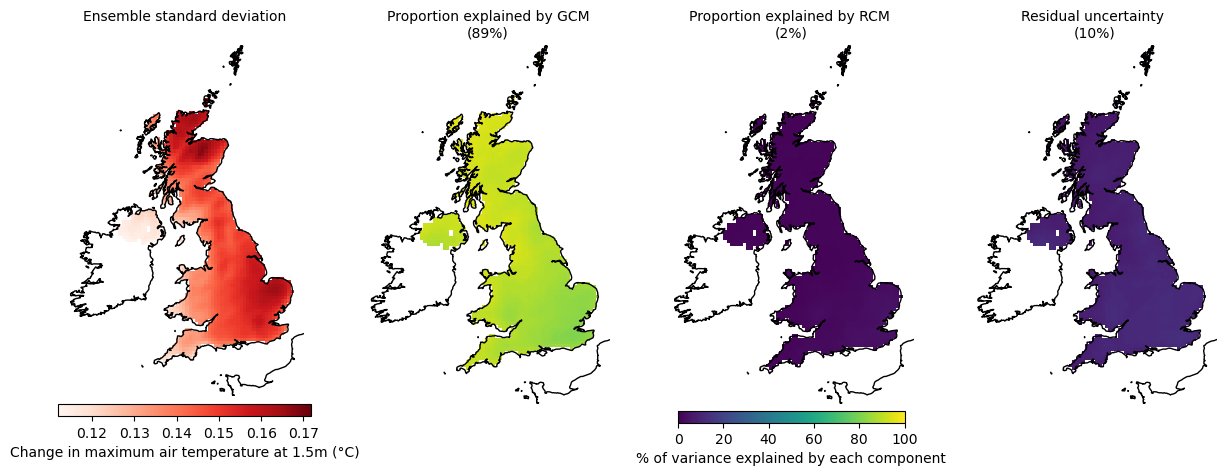 Ensemble standard deviation
Proportion explained by GCM
(89%)
Proportion explained by RCM
(2%)
Residual uncertainty
(10%)
0.12 0.13 0.14 0.15 0.16 0.17
Change in maximum air temperature at 1.5m (°C)
0 20 40 60 80 100
% of variance explained by each component